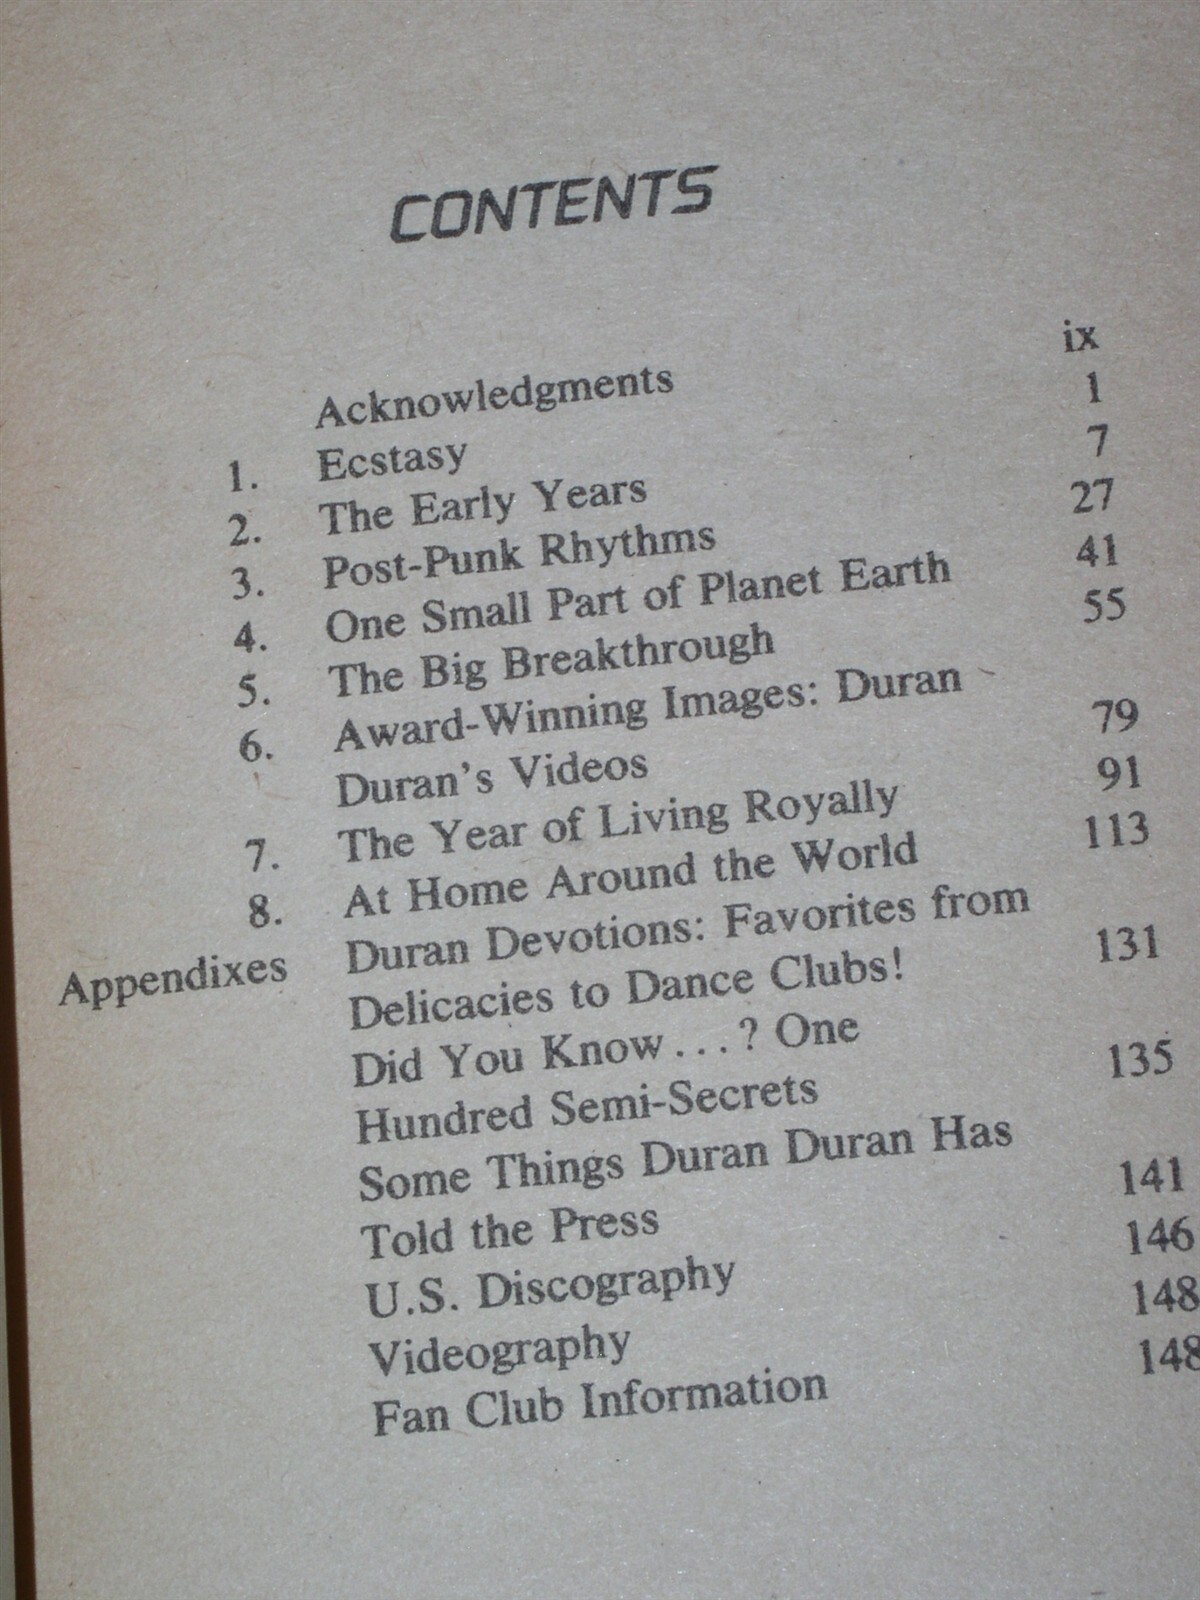 CONTENTS
Acknowledgments ix
1. Ecstasy 1
2. The Early Years 7
3. Post-Punk Rhythms 27
4. One Small Part of Planet Earth 41
5. The Big Breakthrough 55
6. Award-Winning Images: Duran
Duran's Videos 79
7. The Year of Living Royally 91
8. At Home Around the World 113
Appendixes Duran Devotions: Favorites from
Delicacies to Dance Clubs! 131
Did You Know...? One
Hundred Semi-Secrets 135
Some Things Duran Duran Has
Told the Press 141
U.S. Discography 146
Videography 148
Fan Club Information 148